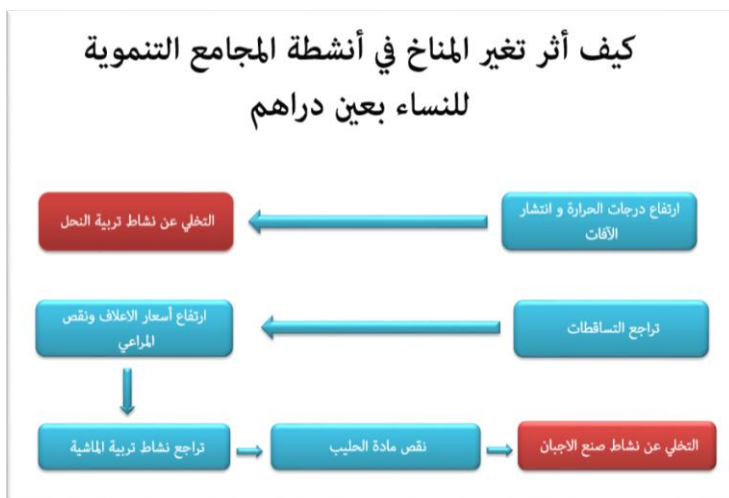 كيف أثر تغير المناخ في أنشطة المجامع التنموية
للنساء بعين دراهم
ارتفاع درجات الحرارة و انتشار
الآفات
التخلي عن نشاط تربية النحل
تراجع التساقطات
ارتفاع أسعار الاعلاف ونقص
المراعي
تراجع نشاط تربية الماشية
نقص مادة الحليب
التخلي عن نشاط صنع الاجبان